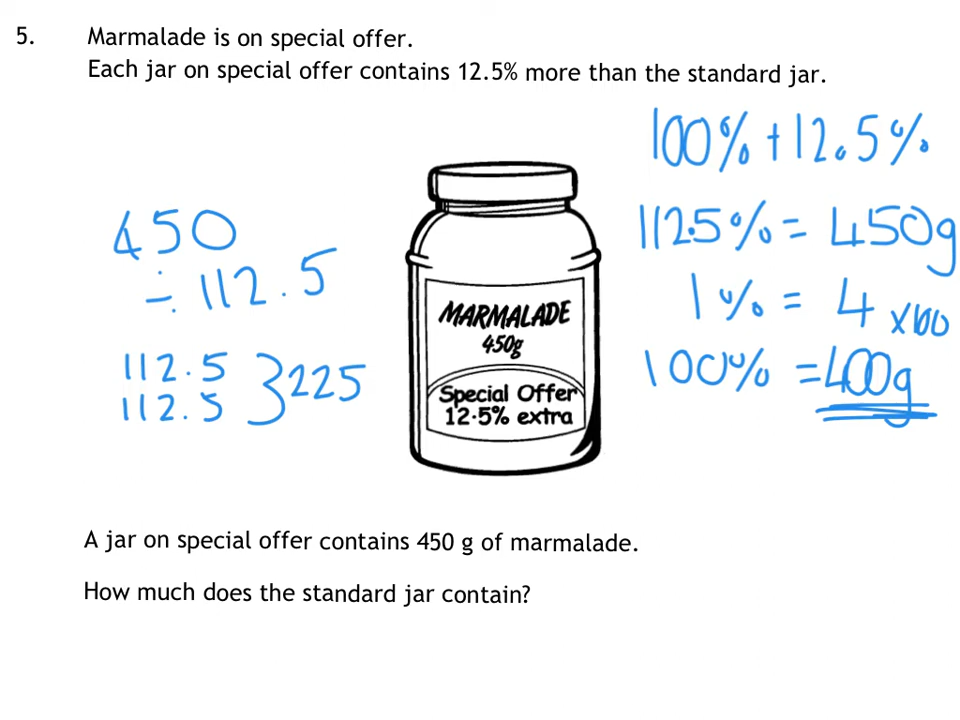 5. Marmalade is on special offer.
Each jar on special offer contains 12.5% more than the standard jar.
100% + 12.5%
112.5% = 450g
1% = 4 x100
100% = 400g
450
÷ 112.5
112.5
112.5 } 225
MARMALADE
450g
Special Offer
12·5% extra
A jar on special offer contains 450 g of marmalade.
How much does the standard jar contain?